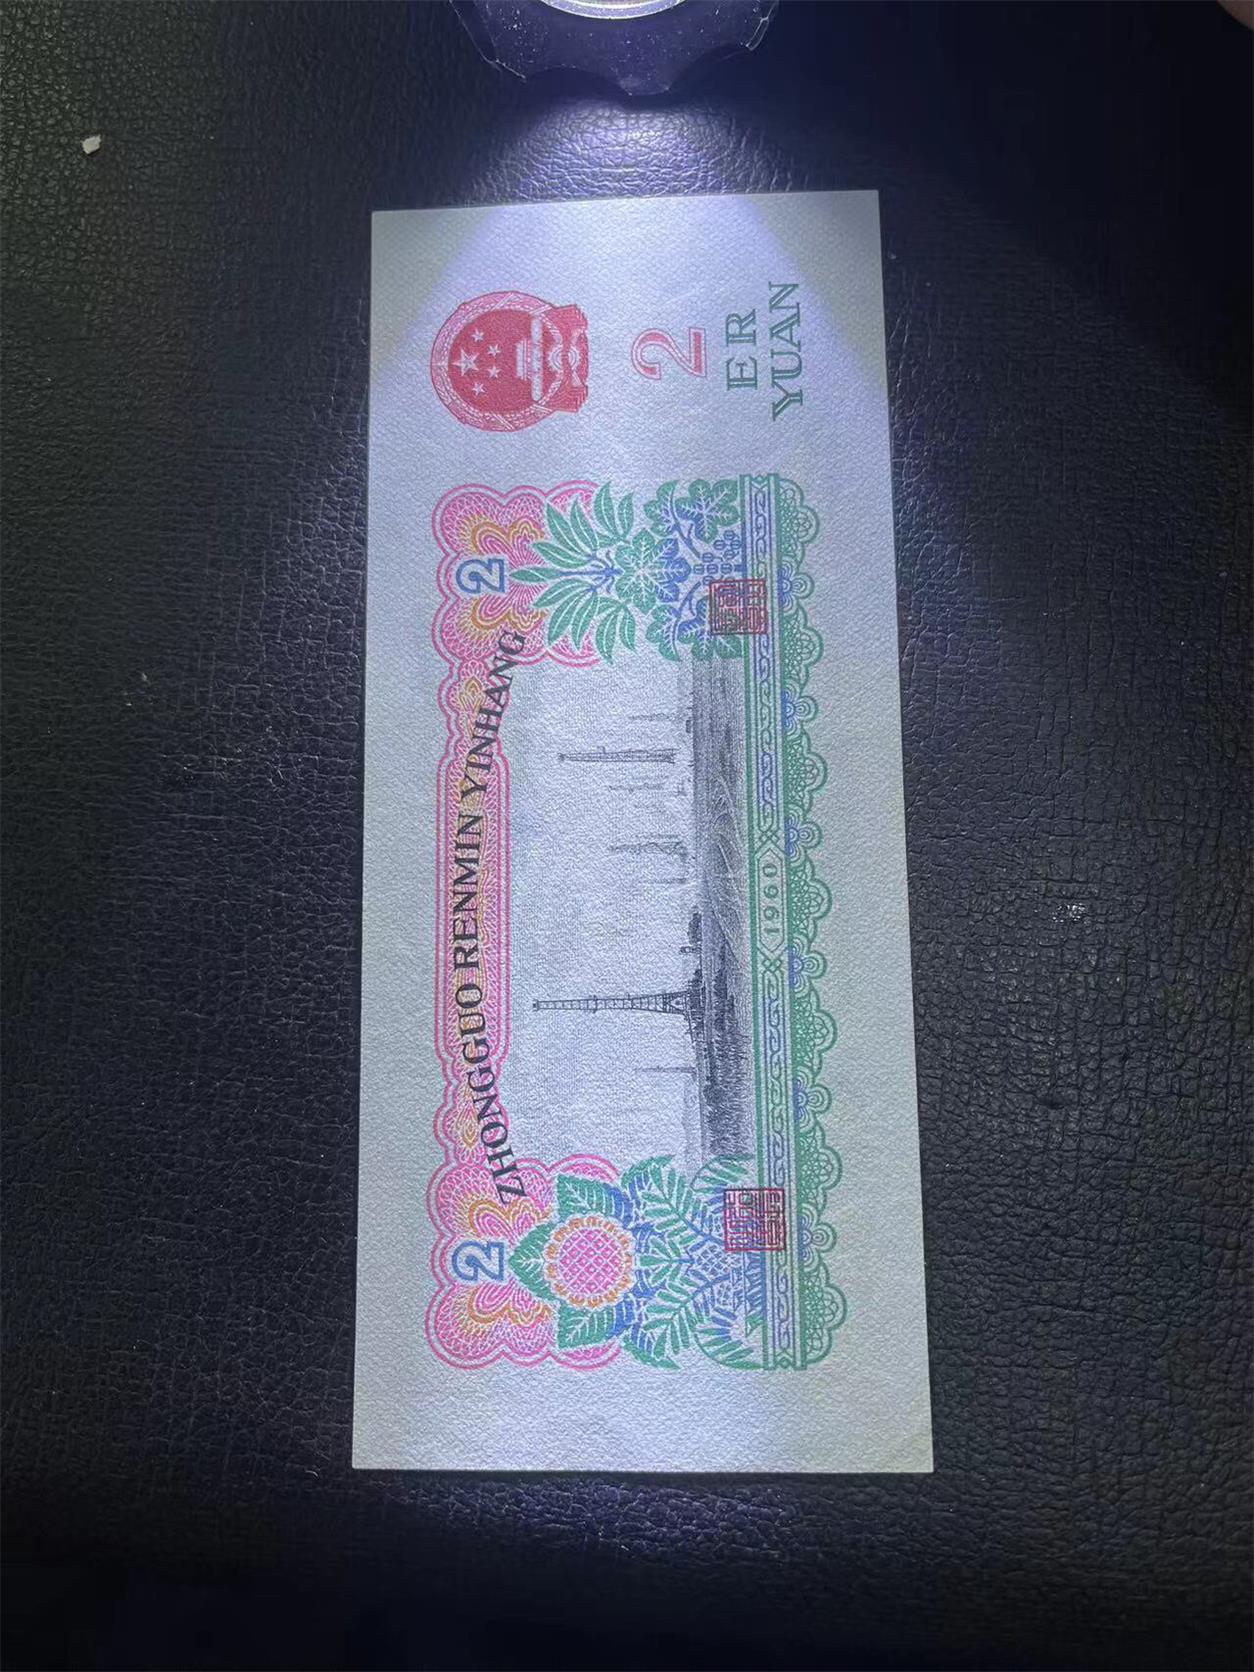 ZHONGGUO RENMIN YINHANG
2
2
2
ER
YUAN
1960